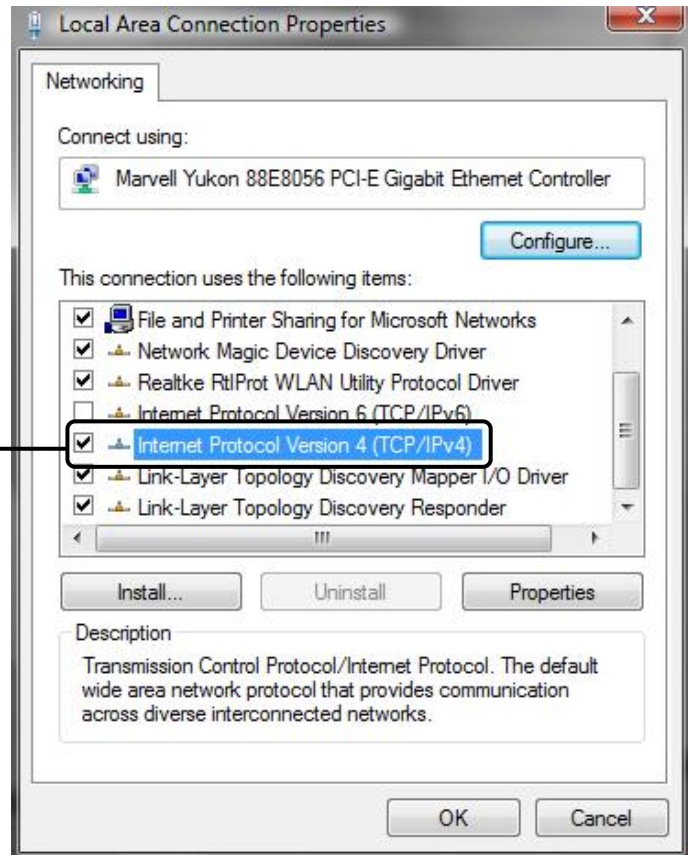 Local Area Connection Properties
Networking
Connect using:
Marvell Yukon 88E8056 PCI-E Gigabit Ethernet Controller
Configure...
This connection uses the following items:
File and Printer Sharing for Microsoft Networks
Network Magic Device Discovery Driver
Realtke RtlProt WLAN Utility Protocol Driver
Internet Protocol Version 6 (TCP/IPv6)
Internet Protocol Version 4 (TCP/IPv4)
Link-Layer Topology Discovery Mapper I/O Driver
Link-Layer Topology Discovery Responder
Install... Uninstall Properties
Description
Transmission Control Protocol/Internet Protocol. The default
wide area network protocol that provides communication
across diverse interconnected networks.
OK Cancel